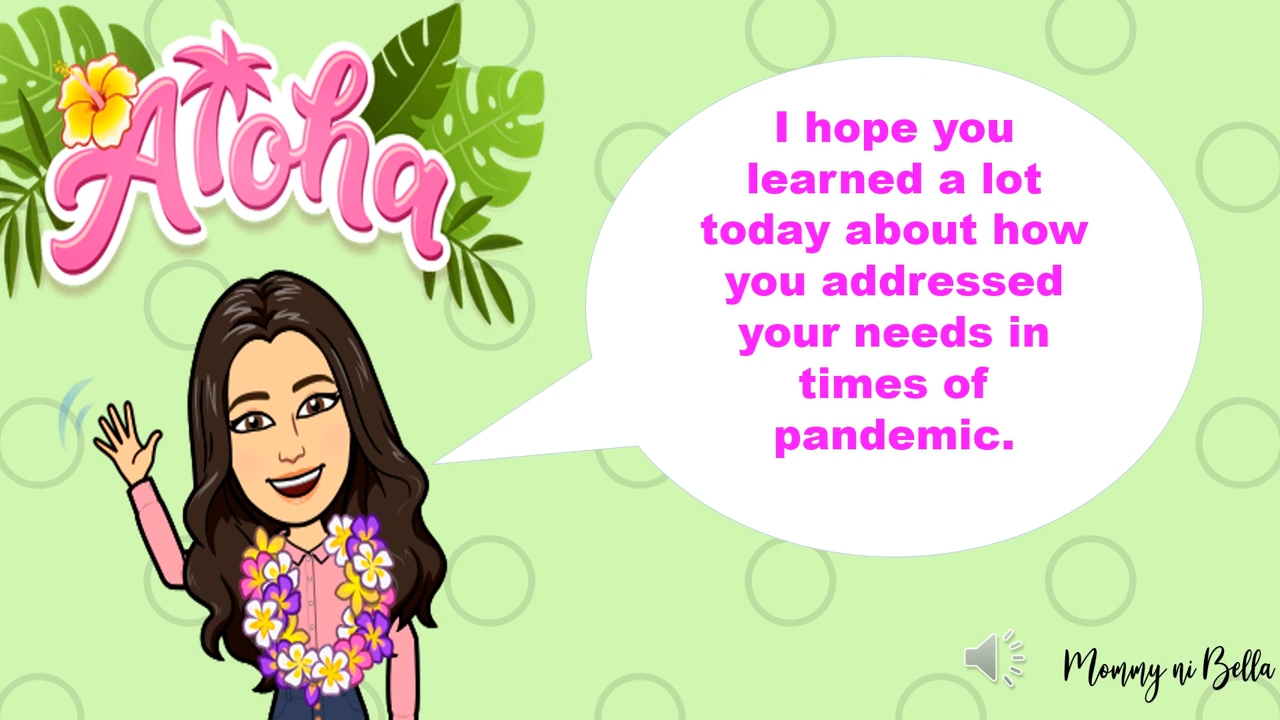 Aloha
I hope you
learned a lot
today about how
you addressed
your needs in
times of
pandemic.
Mommy ni Bella